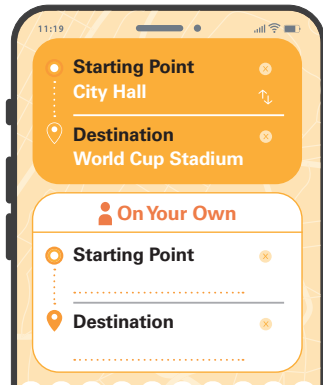 11:19
Starting Point
City Hall
Destination
World Cup Stadium
On Your Own
Starting Point
Destination